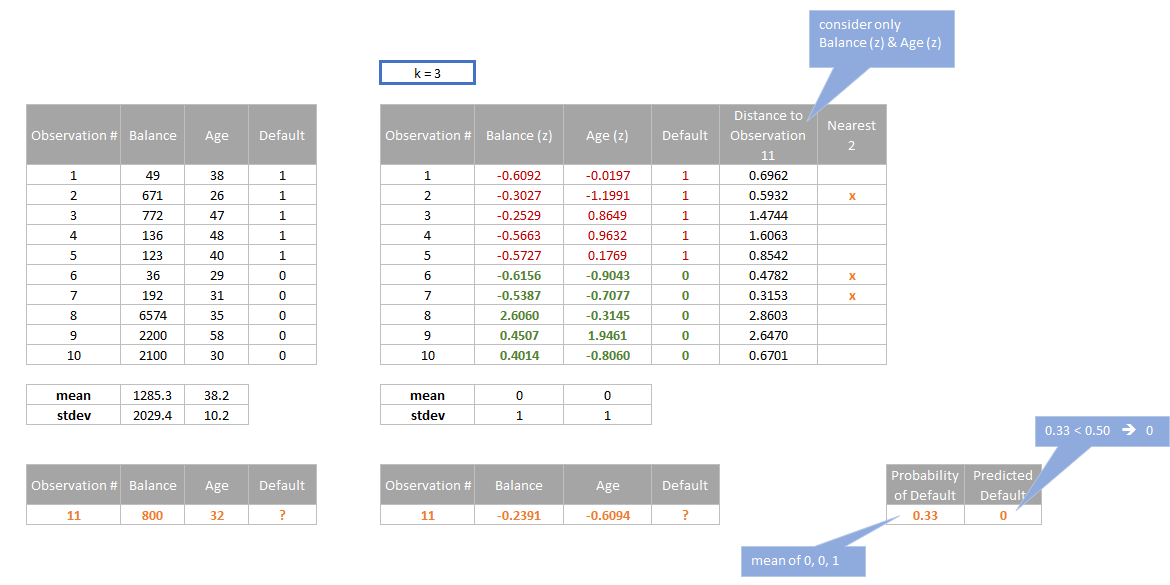 consider only
Balance (z) & Age (z)
k = 3
Observation # Balance Age Default
1 49 38 1
2 671 26 1
3 772 47 1
4 136 48 1
5 123 40 1
6 36 29 0
7 192 31 0
8 6574 35 0
9 2200 58 0
10 2100 30 0
mean 1285.3 38.2
stdev 2029.4 10.2
Observation # Balance Age Default
11 800 32 ?
Observation # Balance (z) Age (z) Default Distance to Observation 11 Nearest 2
1 -0.6092 -0.0197 1 0.6962
2 -0.3027 -1.1991 1 0.5932 x
3 -0.2529 0.8649 1 1.4744
4 -0.5663 0.9632 1 1.6063
5 -0.5727 0.1769 1 0.8542
6 -0.6156 -0.9043 0 0.4782 x
7 -0.5387 -0.7077 0 0.3153 x
8 2.6060 -0.3145 0 2.8603
9 0.4507 1.9461 0 2.6470
10 0.4014 -0.8060 0 0.6701
mean 0 0
stdev 1 1
Observation # Balance Age Default
11 -0.2391 -0.6094 ?
0.33 < 0.50 ➔ 0
Probability Predicted
of Default Default
0.33 0
mean of 0, 0, 1